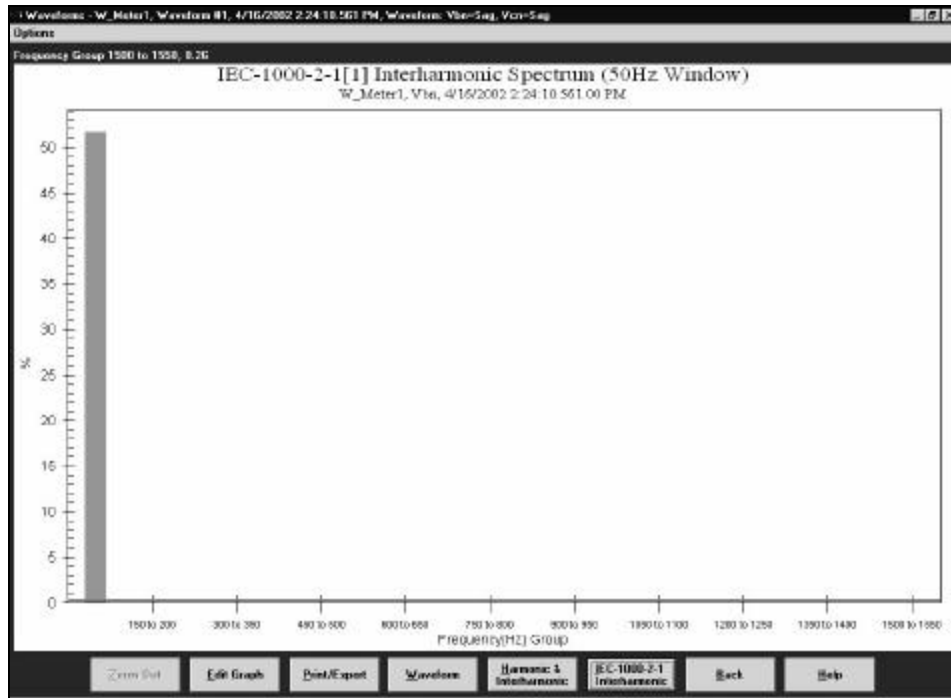 Waveforms - W_Meter1, Waveform #1, 4/16/2002 2:24:10.561 PM, Waveform: Vbn=Sag, Vcn=Sag
Options
Frequency Group 1500 to 1550, 0.26
IEC-1000-2-1[1] Interharmonic Spectrum (50Hz Window)
W_Meter1, Vbn, 4/16/2002 2:24:10.561.00 PM
50
45
40
35
30
25
20
15
10
5
0
%
150 to 200 300 to 350 450 to 500 600 to 650 750 to 800 900 to 950 1050 to 1100 1200 to 1250 1350 to 1400 1500 to 1550
Frequency(HZ) Group
Zoom Out Edit Graph Print/Export Waveform Harmonic & Interharmonic IEC-1000-2-1 Interharmonic Back Help